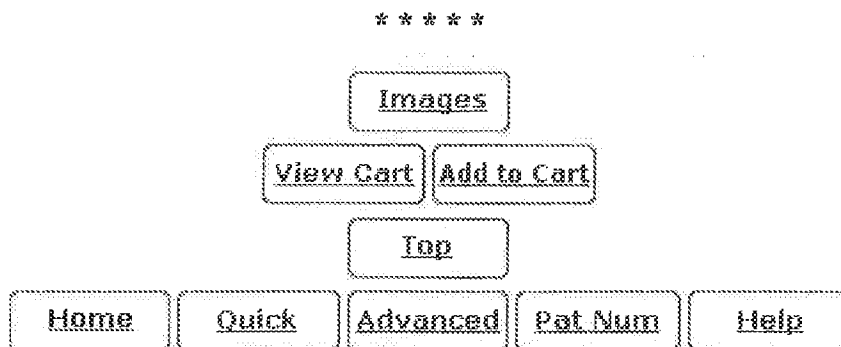 * * * * *
Images
View Cart Add to Cart
Top
Home Quick Advanced Pat Num Help